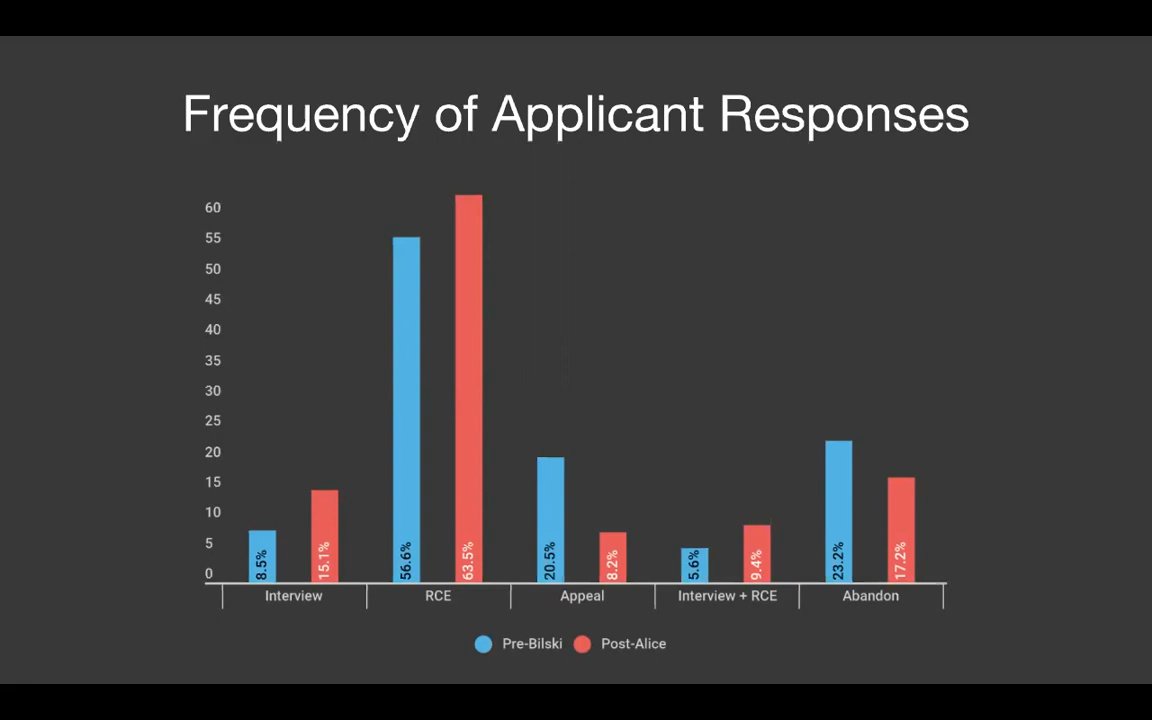 Frequency of Applicant Responses
60
55
50
45
40
35
30
25
20
15
10
5
0
8.5%
15.1%
56.6%
63.5%
20.5%
8.2%
5.6%
9.4%
23.2%
17.2%
Interview
RCE
Appeal
Interview + RCE
Abandon
Pre-Bilski
Post-Alice